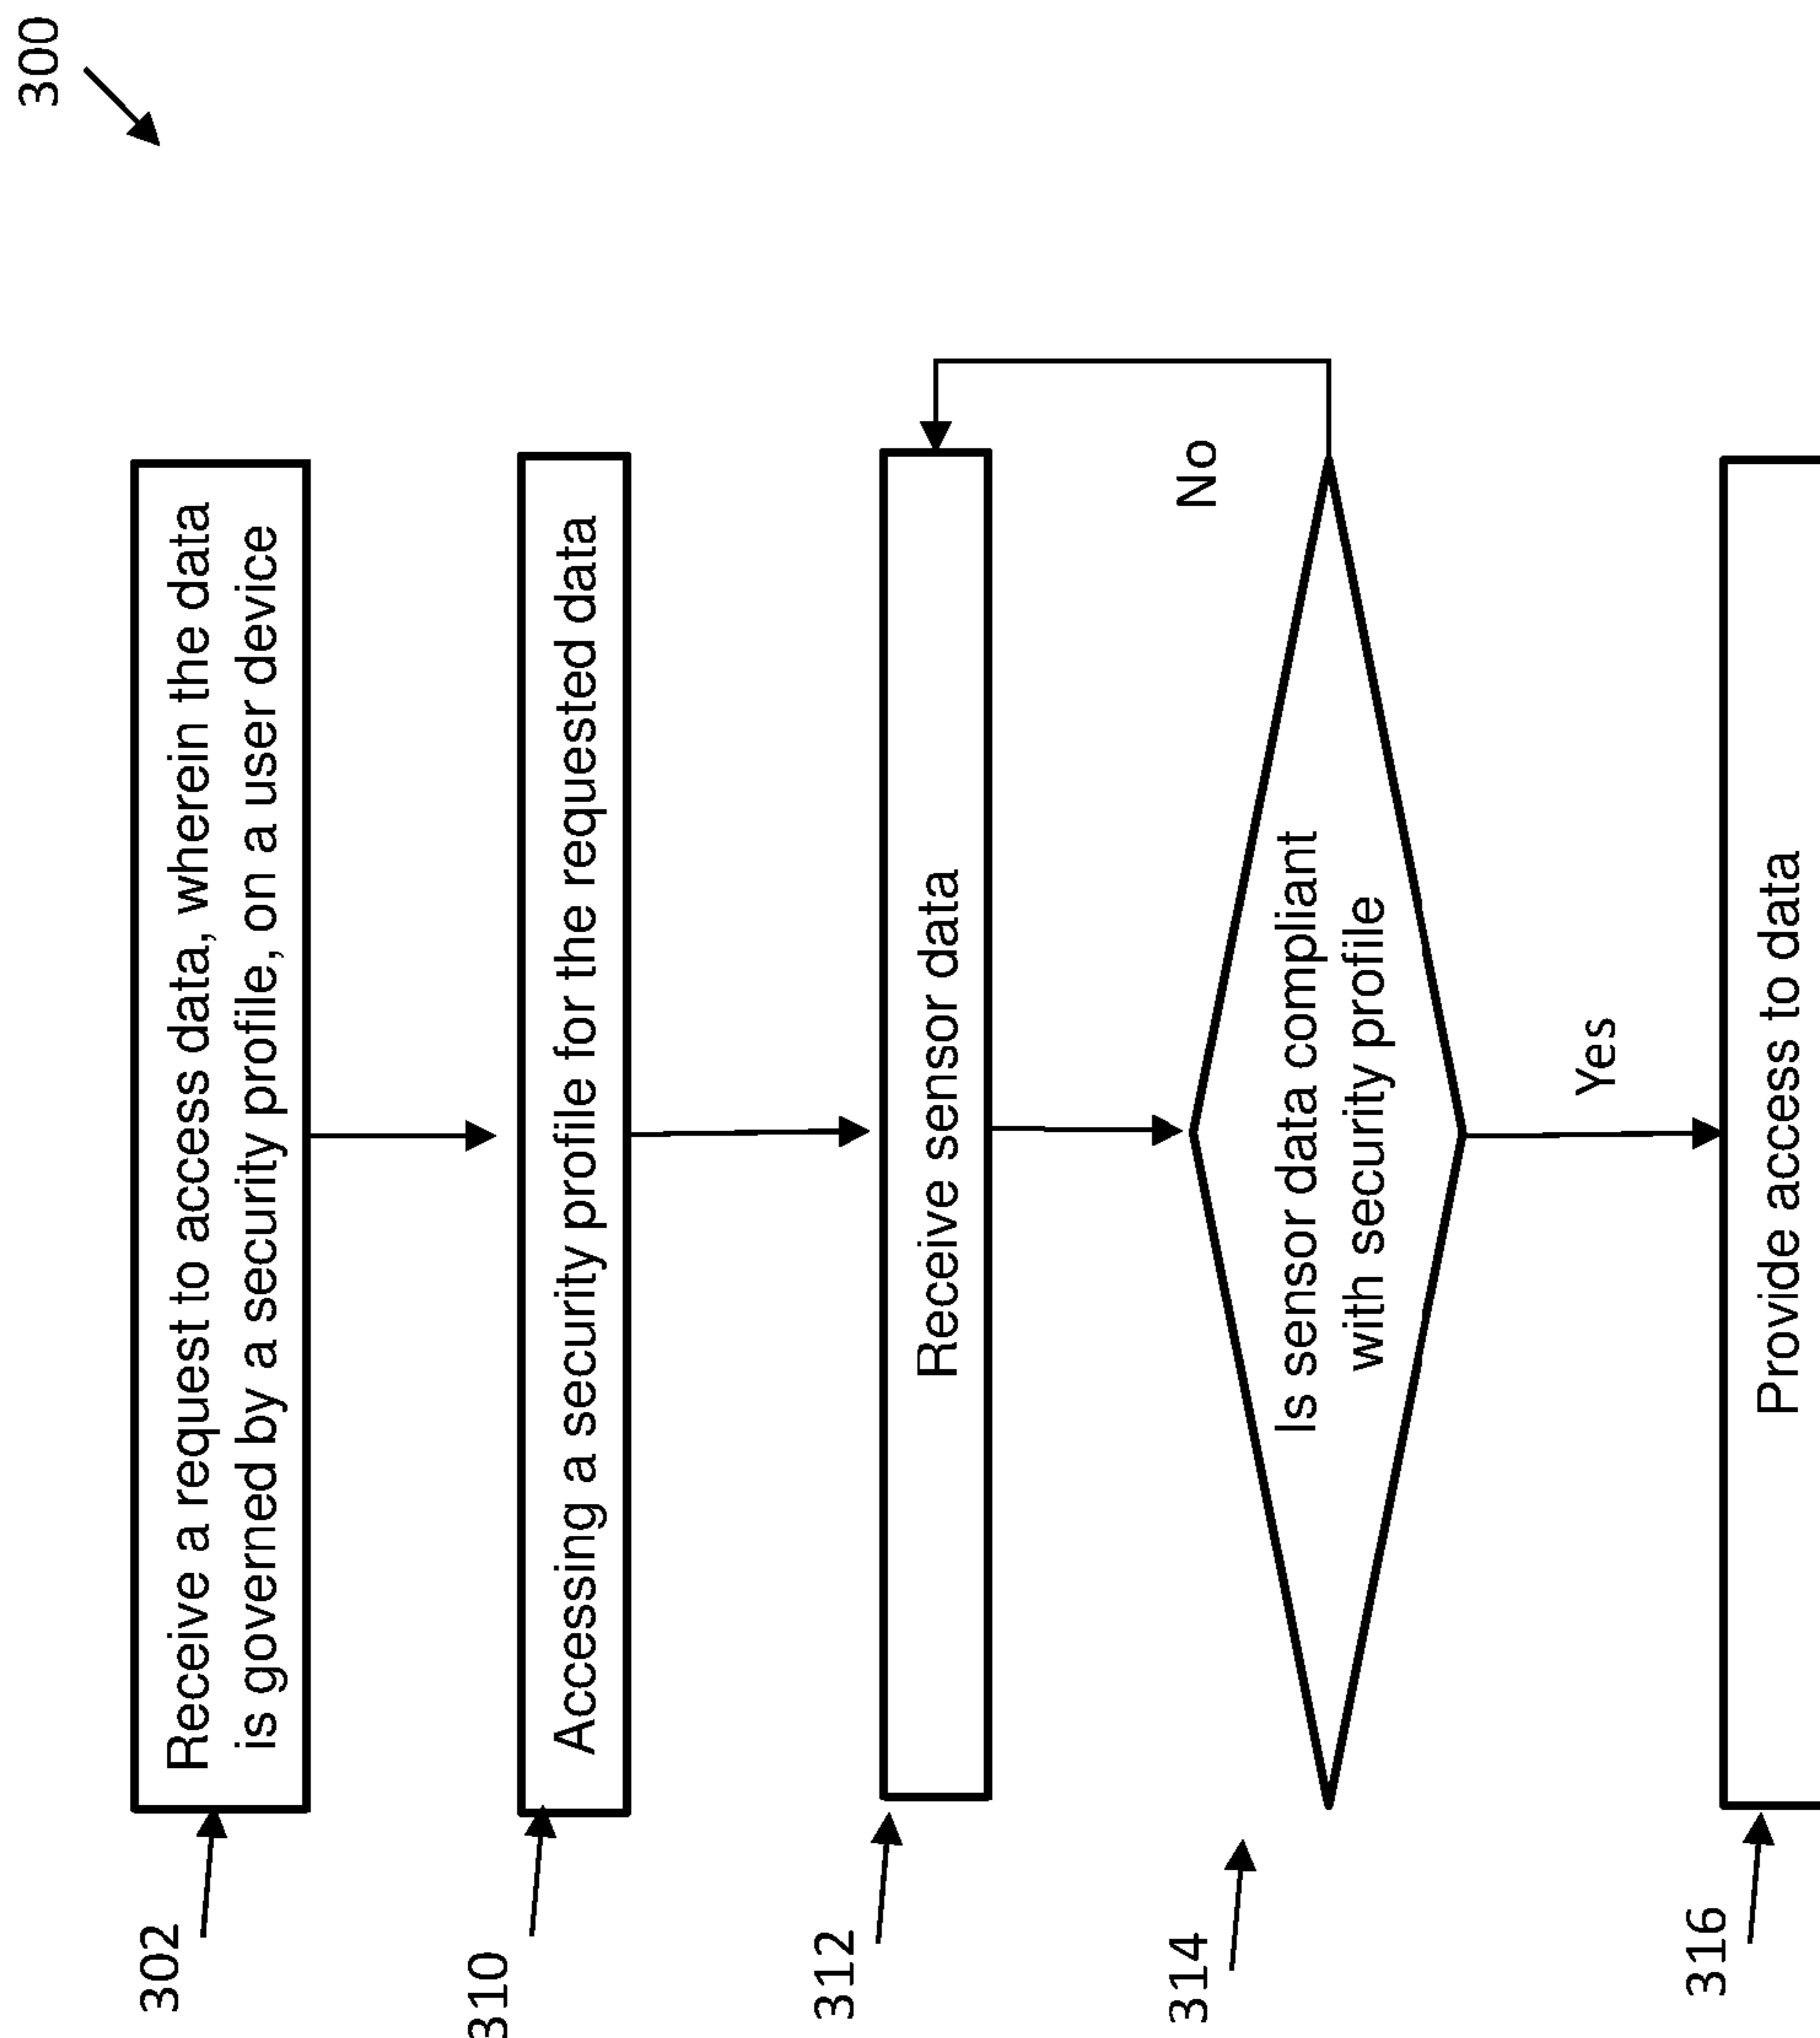 300
302
Receive a request to access data, wherein the data
is governed by a security profile, on a user device
310
Accessing a security profile for the requested data
312
Receive sensor data
314
Is sensor data compliant
with security profile
No
Yes
316
Provide access to data